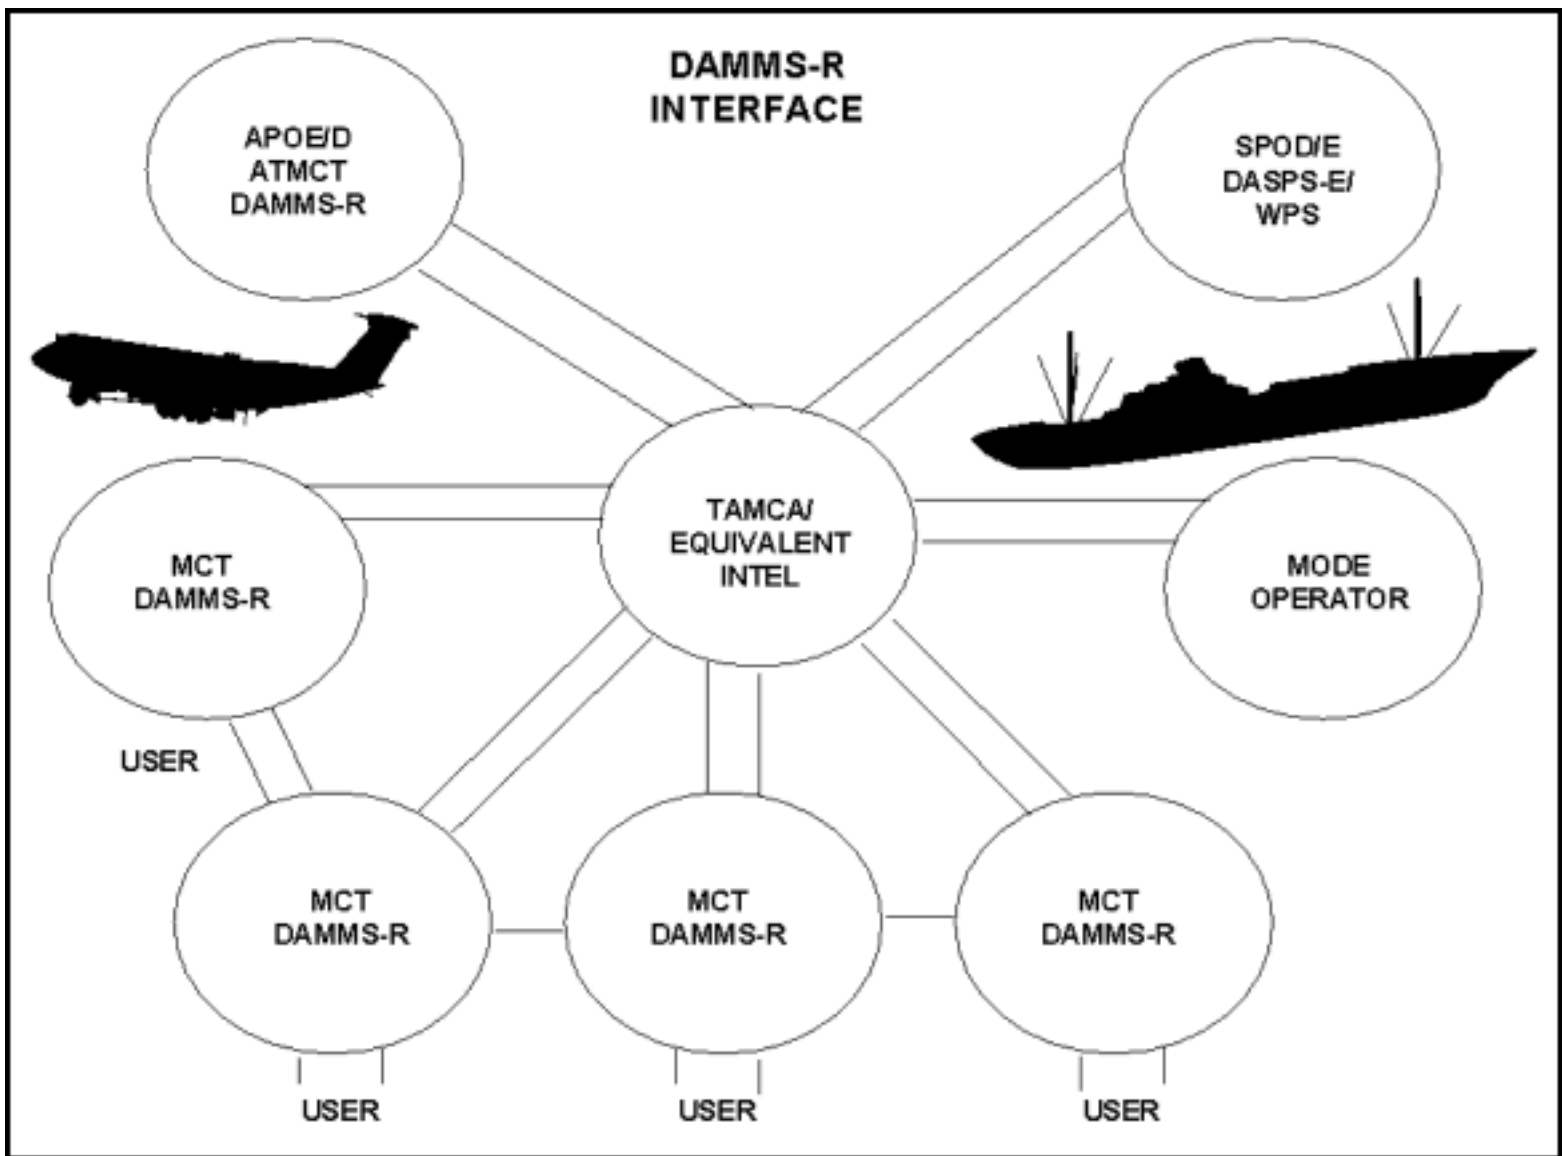 DAMMS-R
INTERFACE
APOE/D
ATMCT
DAMMS-R
SPOD/E
DASPS-E/
WPS
TAMCA/
EQUIVALENT
INTEL
MCT
DAMMS-R
MODE
OPERATOR
USER
MCT
DAMMS-R
MCT
DAMMS-R
MCT
DAMMS-R
USER
USER
USER